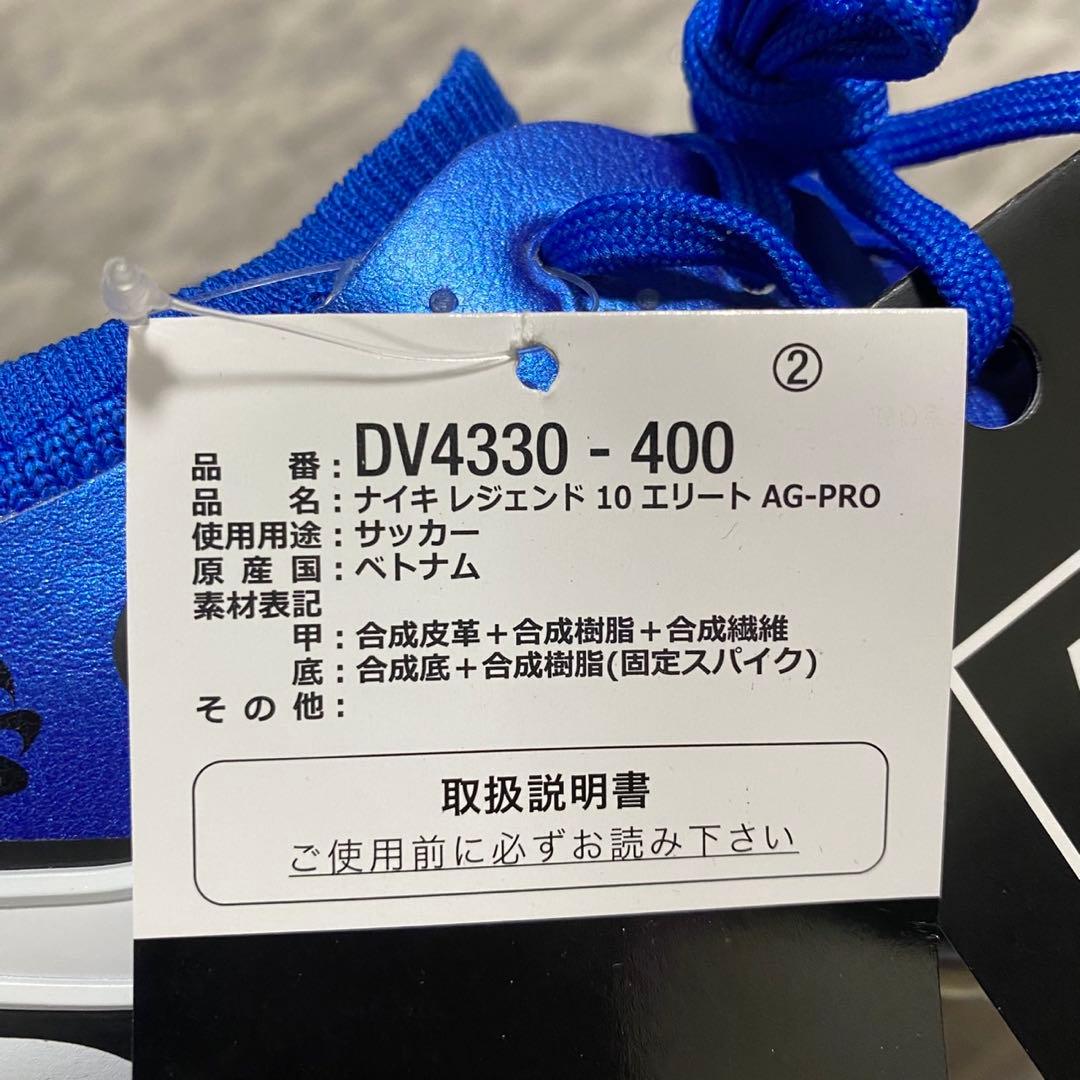 ②
品番：DV4330 - 400
品名：ナイキ レジェンド 10 エリート AG-PRO
使用用途：サッカー
原産国：ベトナム
素材表記
甲：合成皮革＋合成樹脂＋合成繊維
底：合成底＋合成樹脂(固定スパイク)
その他：
取扱説明書
ご使用前に必ずお読み下さい